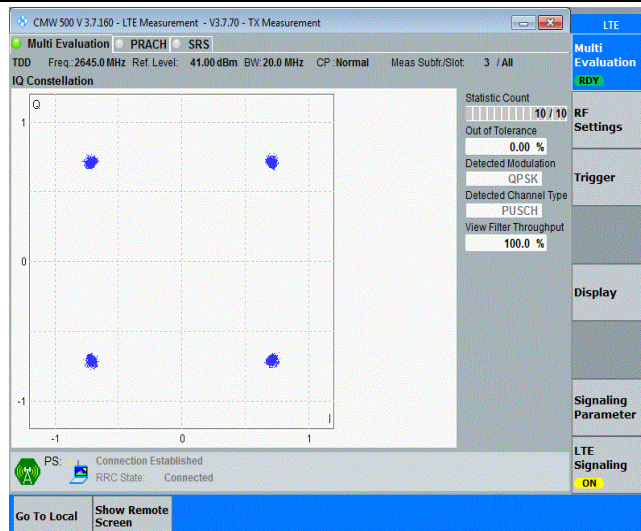 CMW 500 V 3.7.160 - LTE Measurement - V3.7.70 - TX Measurement
LTE
Multi Evaluation PRACH SRS
TDD Freq.:2645.0 MHz Ref. Level: 41.00 dBm BW:20.0 MHz CP :Normal Meas Subfr./Slot: 3 / All
IQ Constellation
Q
1
0
-1
-1 0 1
I
Statistic Count
10 / 10
Out of Tolerance
0.00 %
Detected Modulation
QPSK
Detected Channel Type
PUSCH
View Filter Throughput
100.0 %
PS:
Connection Established
RRC State: Connected
Multi
Evaluation
RDY
RF
Settings
Trigger
Display
Signaling
Parameter
LTE
Signaling
ON
Go To Local
Show Remote
Screen